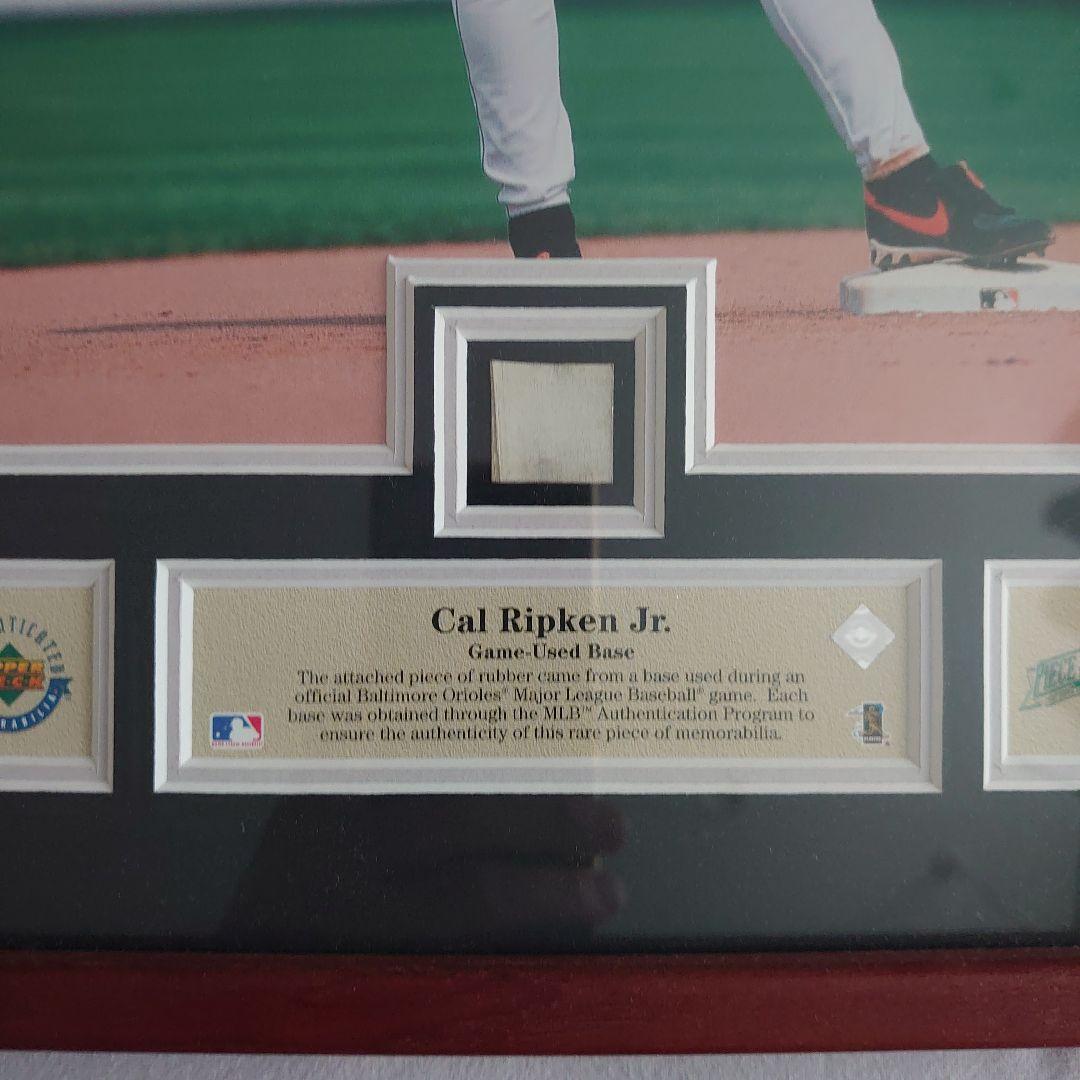 Cal Ripken Jr.
Game-Used Base
The attached piece of rubber came from a base used during an
official Baltimore Orioles® Major League Baseball® game. Each
base was obtained through the MLB™ Authentication Program to
ensure the authenticity of this rare piece of memorabilia.